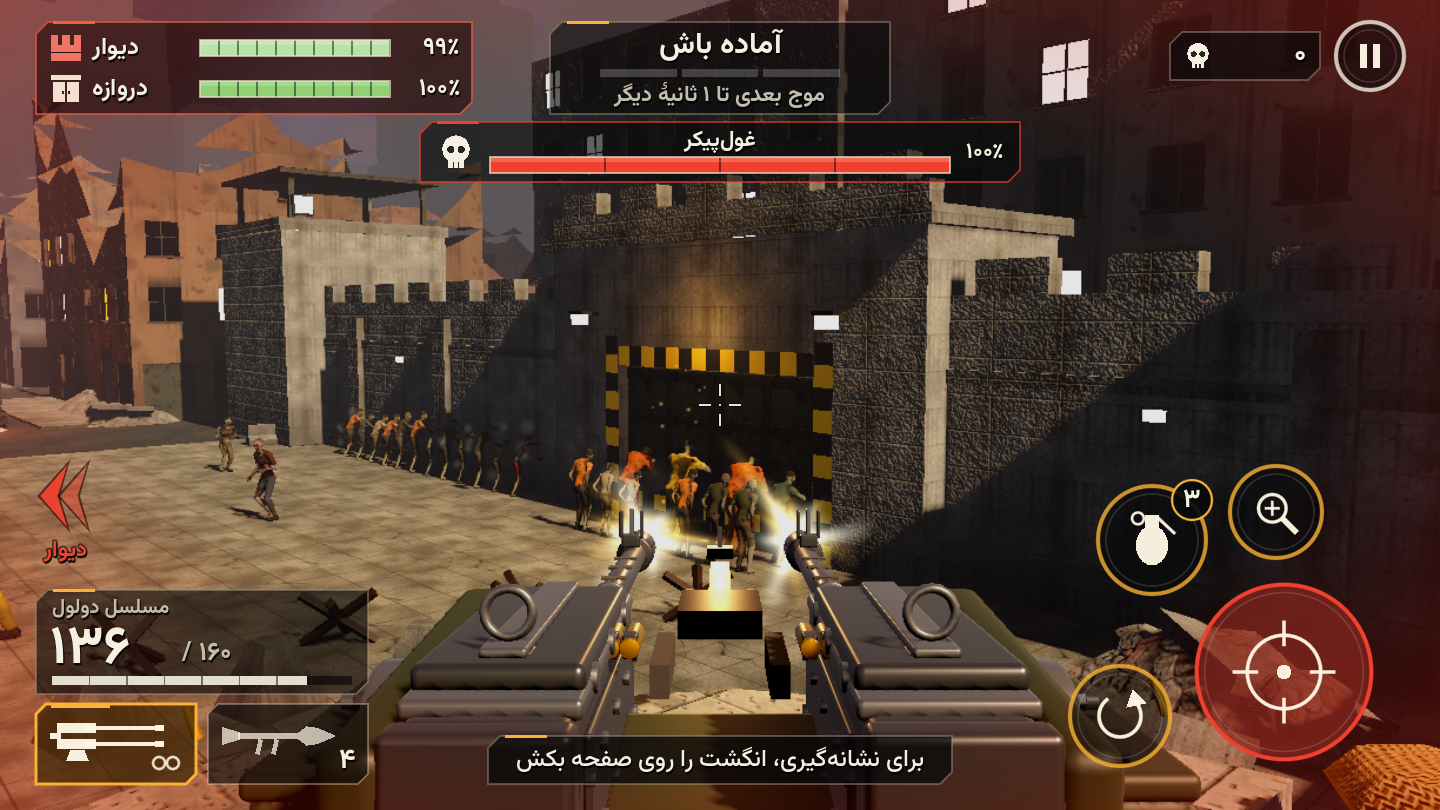 دیوار ۹۹٪
دروازه ۱۰۰٪
آماده باش
موج بعدی تا ۱ ثانیهٔ دیگر
۰
غول‌پیکر
۱۰۰٪
دیوار
۳
مسلسل دولول
۱۳۶ / ۱۶۰
∞
۴
برای نشانه‌گیری، انگشت را روی صفحه بکش